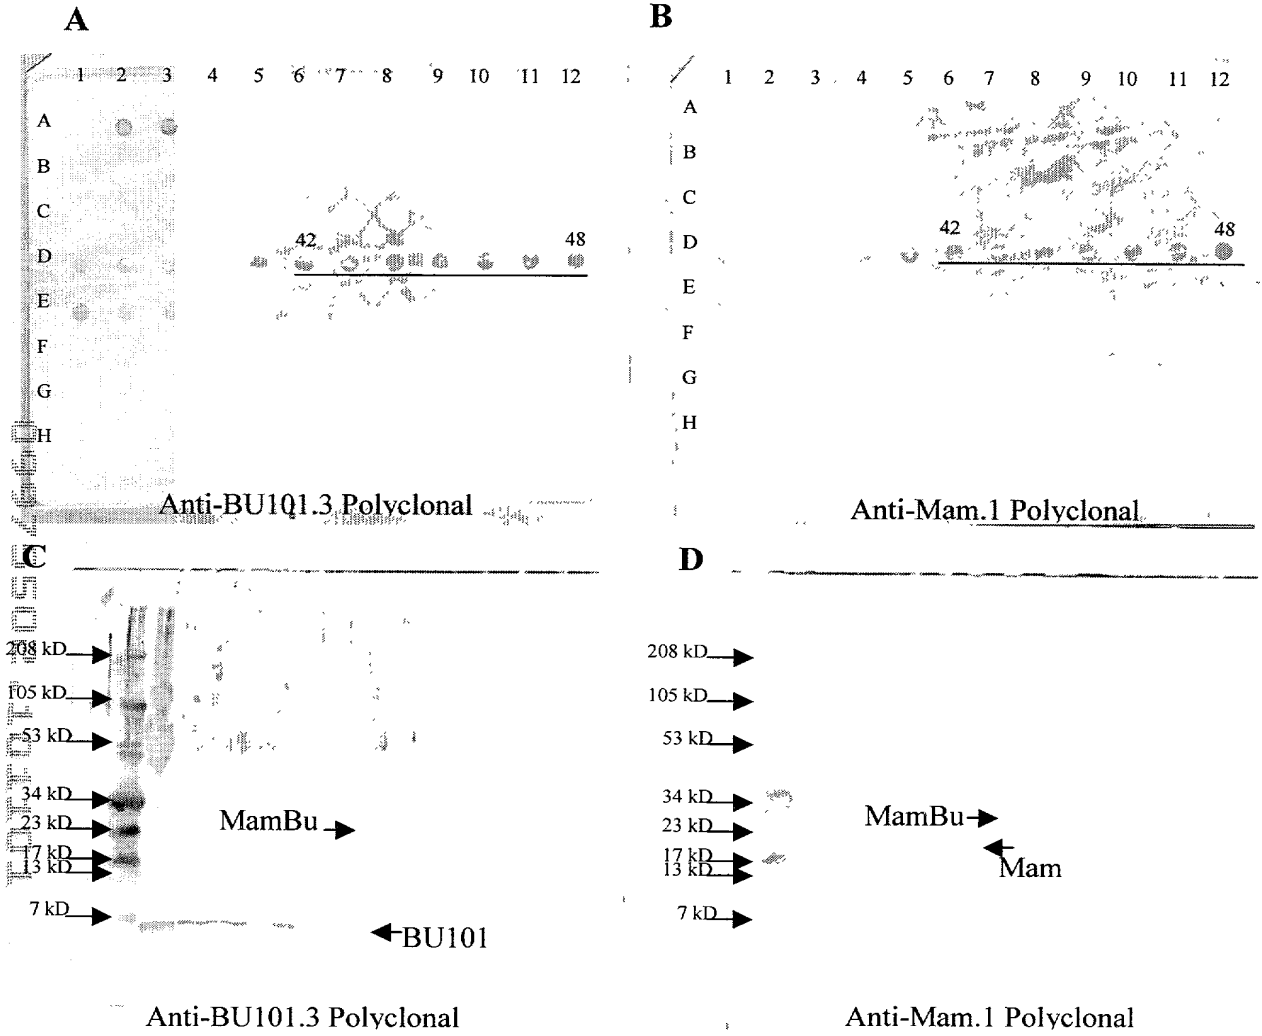 A
1 2 3 4 5 6 7 8 9 10 11 12
A
B
C
42 48
D
E
F
G
H
Anti-BU101.3 Polyclonal
B
1 2 3 4 5 6 7 8 9 10 11 12
A
B
C
42 48
D
E
F
G
H
Anti-Mam.1 Polyclonal
C
208 kD
105 kD
53 kD
34 kD
MamBu
23 kD
17 kD
13 kD
7 kD
BU101
Anti-BU101.3 Polyclonal
D
208 kD
105 kD
53 kD
34 kD
MamBu
23 kD
17 kD
13 kD
Mam
7 kD
Anti-Mam.1 Polyclonal